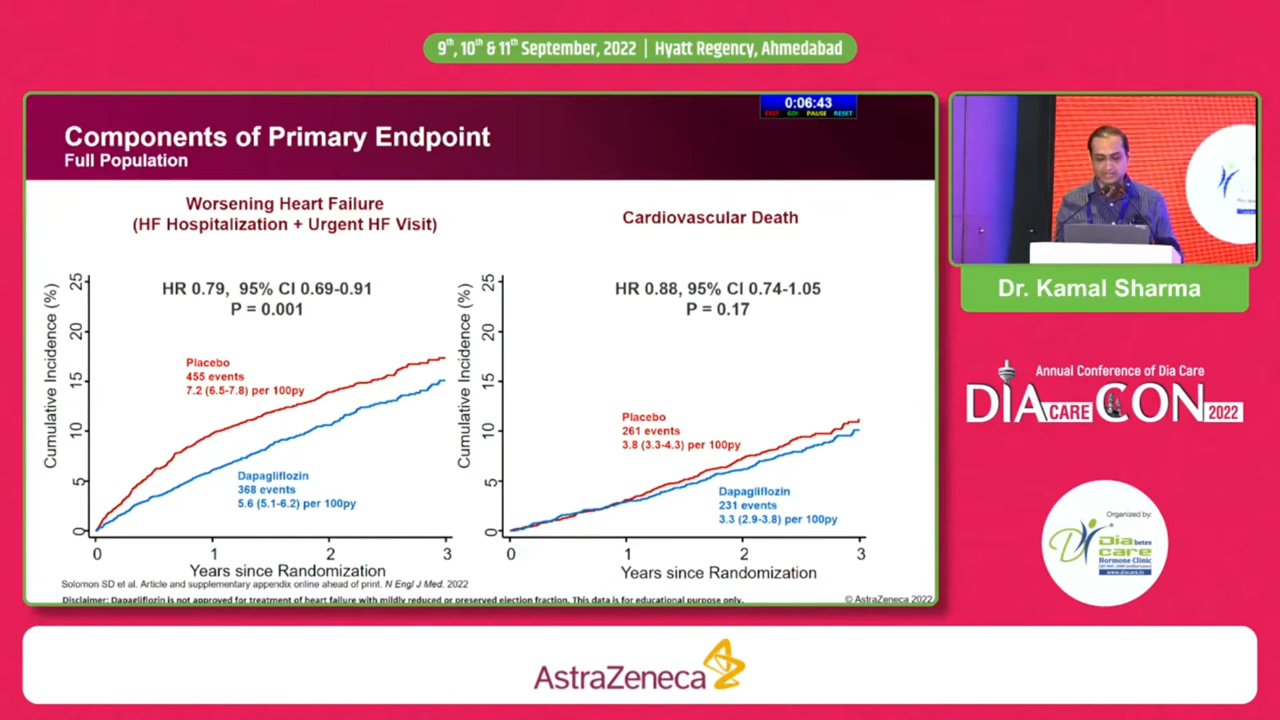 9th, 10th & 11th September, 2022 | Hyatt Regency, Ahmedabad
0:06:43
EXIT GO! PAUSE RESET
Components of Primary Endpoint
Full Population
Worsening Heart Failure
(HF Hospitalization + Urgent HF Visit)
HR 0.79, 95% CI 0.69-0.91
P = 0.001
Cumulative Incidence (%)
25
20
15
10
5
0
Placebo
455 events
7.2 (6.5-7.8) per 100py
Dapagliflozin
368 events
5.6 (5.1-6.2) per 100py
0 1 2 3
Years since Randomization
Cardiovascular Death
HR 0.88, 95% CI 0.74-1.05
P = 0.17
Cumulative Incidence (%)
25
20
15
10
5
0
Placebo
261 events
3.8 (3.3-4.3) per 100py
Dapagliflozin
231 events
3.3 (2.9-3.8) per 100py
0 1 2 3
Years since Randomization
Solomon SD et al. Article and supplementary appendix online ahead of print. N Engl J Med. 2022
Disclaimer: Dapagliflozin is not approved for treatment of heart failure with mildly reduced or preserved ejection fraction. This data is for educational purpose only.
© AstraZeneca 2022
Dr. Kamal Sharma
Annual Conference of Dia Care
DIACARE CON 2022
Organized by:
Diabetes
care
Hormone Clinic
www.diacare.in
AstraZeneca